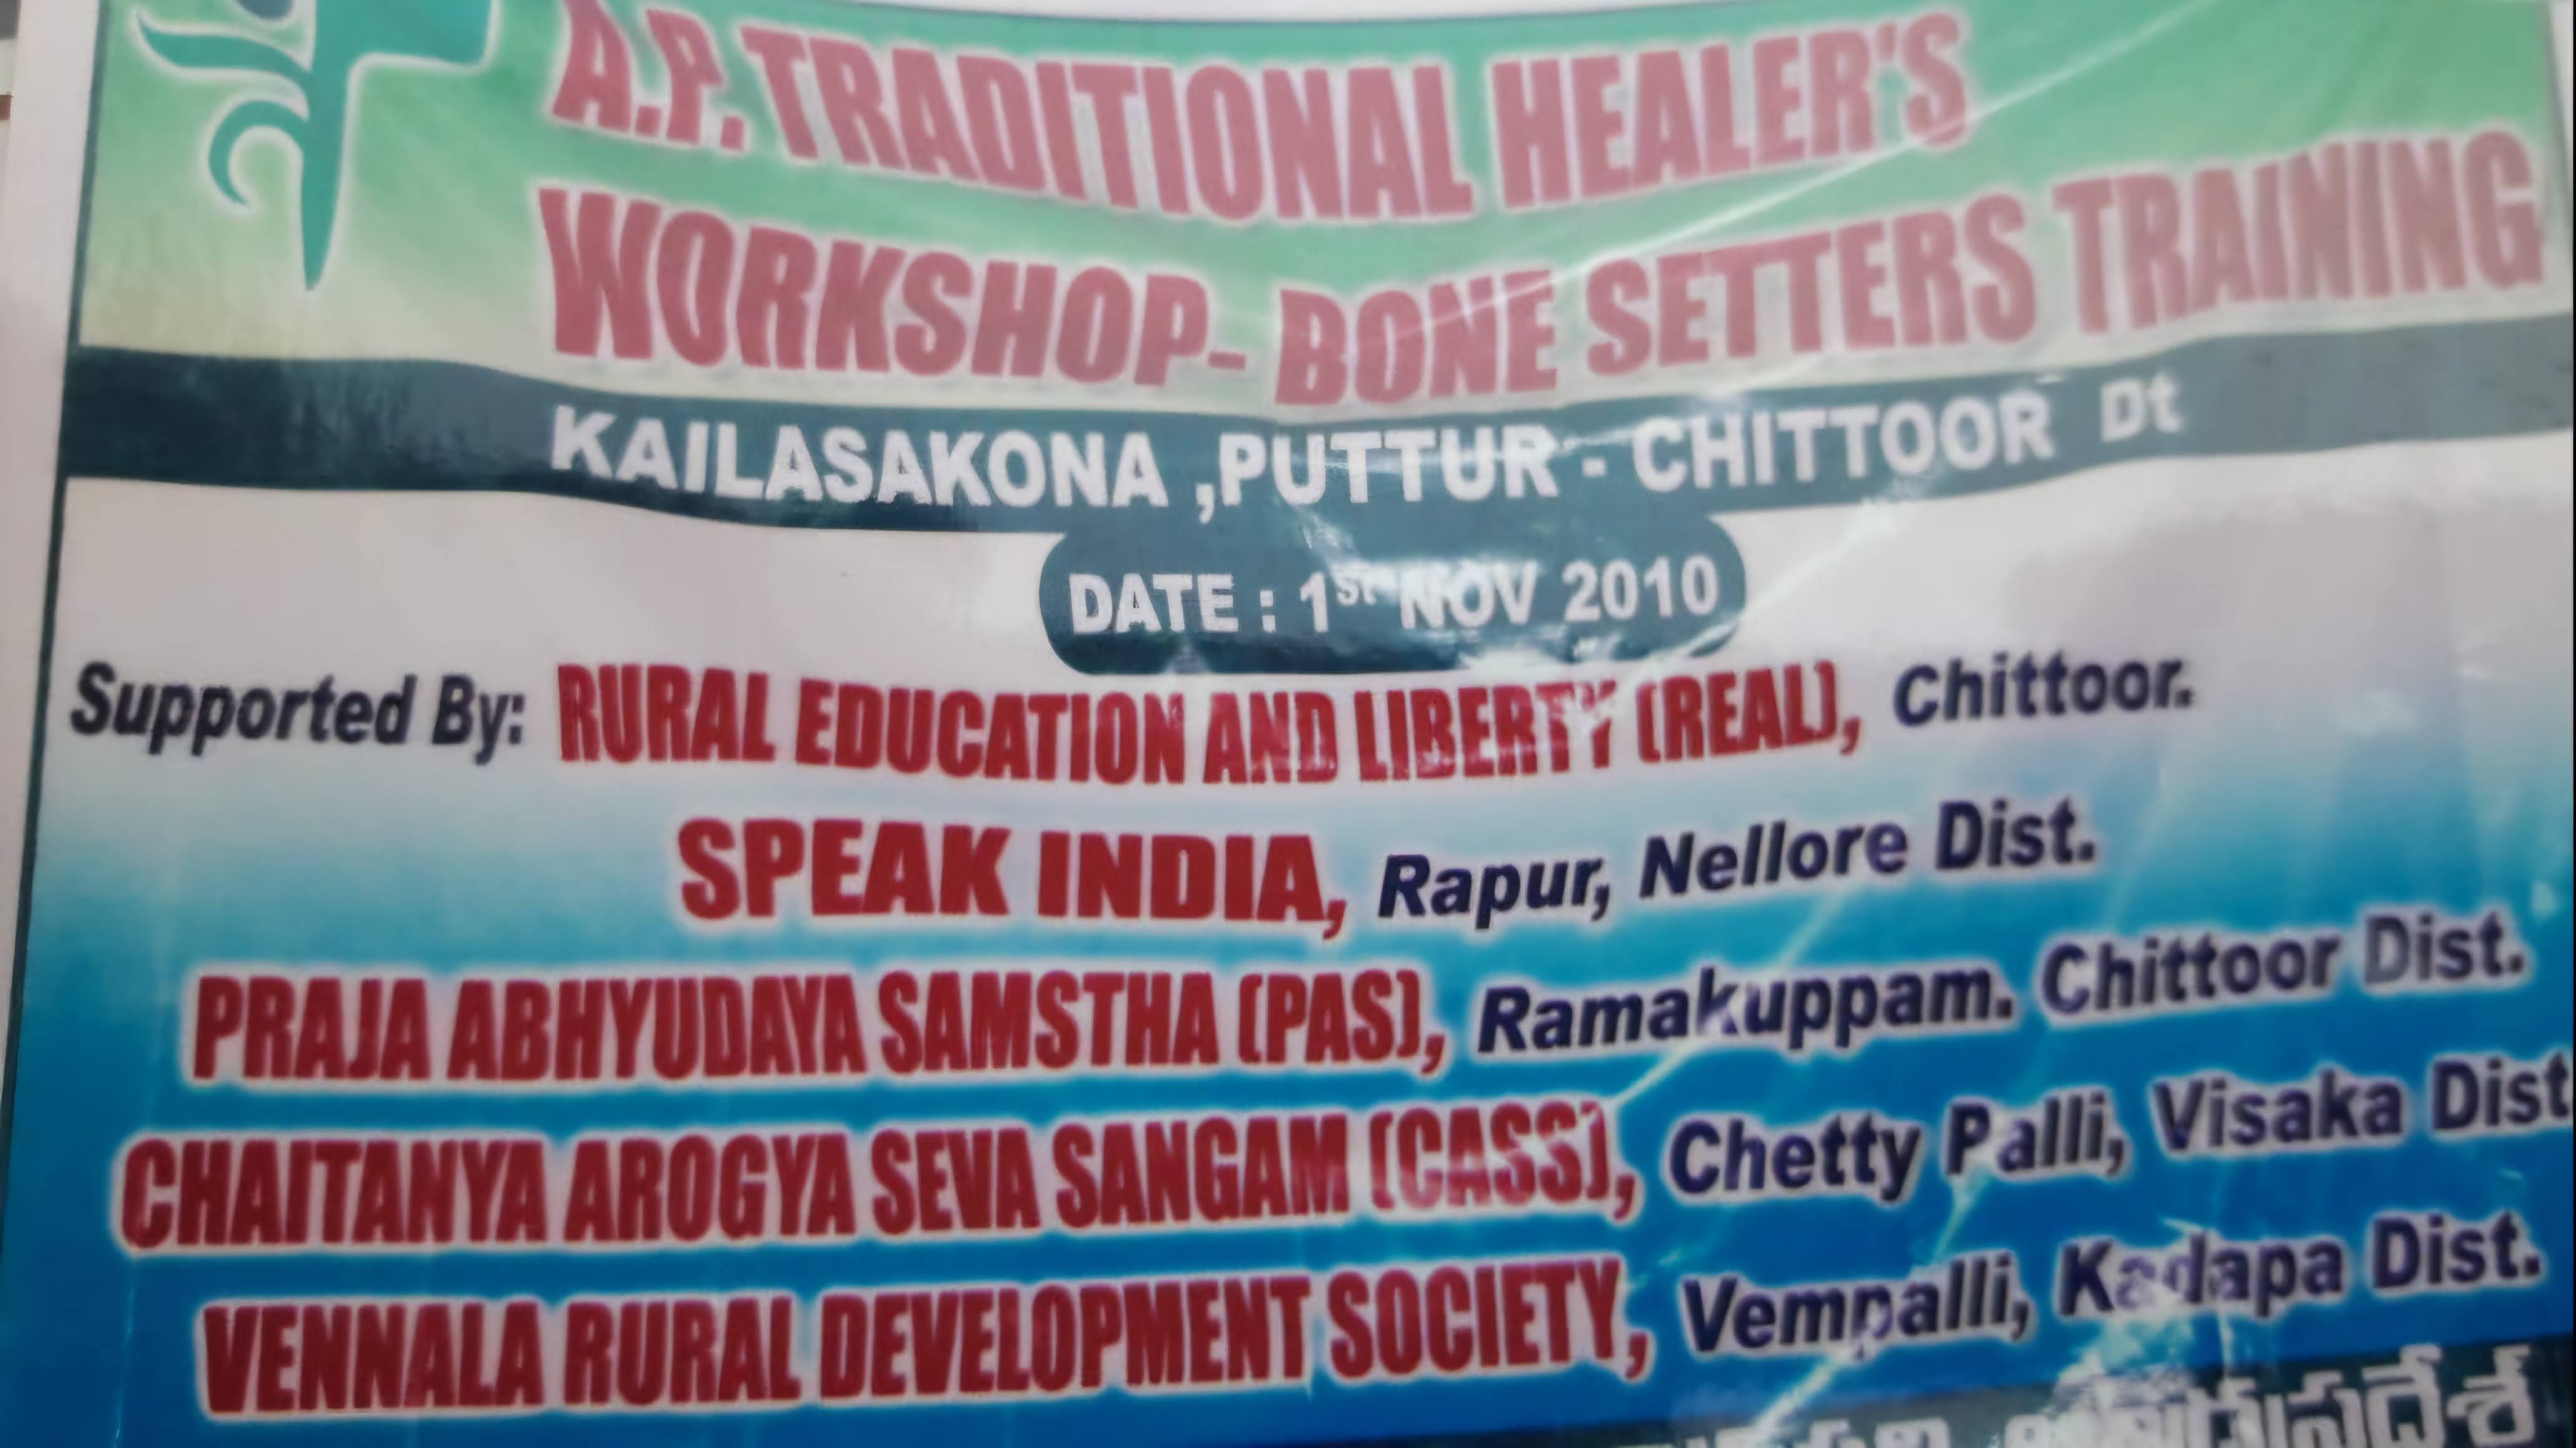 A.P. TRADITIONAL HEALER'S
WORKSHOP- BONE SETTERS TRAINING
KAILASAKONA ,PUTTUR - CHITTOOR Dt
DATE : 1ST NOV 2010
Supported By: RURAL EDUCATION AND LIBERTY (REAL), Chittoor.
SPEAK INDIA, Rapur, Nellore Dist.
PRAJA ABHYUDAYA SAMSTHA (PAS), Ramakuppam. Chittoor Dist.
CHAITANYA AROGYA SEVA SANGAM (CASS), Chetty Palli, Visaka Dist
VENNALA RURAL DEVELOPMENT SOCIETY, Vempalli, Kadapa Dist.